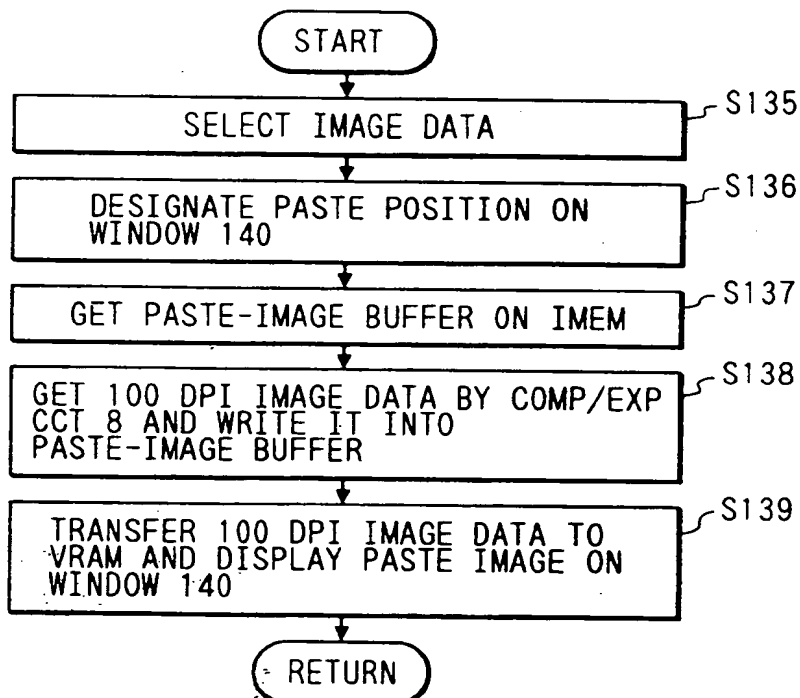 START
SELECT IMAGE DATA
S135
DESIGNATE PASTE POSITION ON
WINDOW 140
S136
GET PASTE-IMAGE BUFFER ON IMEM
S137
GET 100 DPI IMAGE DATA BY COMP/EXP
CCT 8 AND WRITE IT INTO
PASTE-IMAGE BUFFER
S138
TRANSFER 100 DPI IMAGE DATA TO
VRAM AND DISPLAY PASTE IMAGE ON
WINDOW 140
S139
RETURN